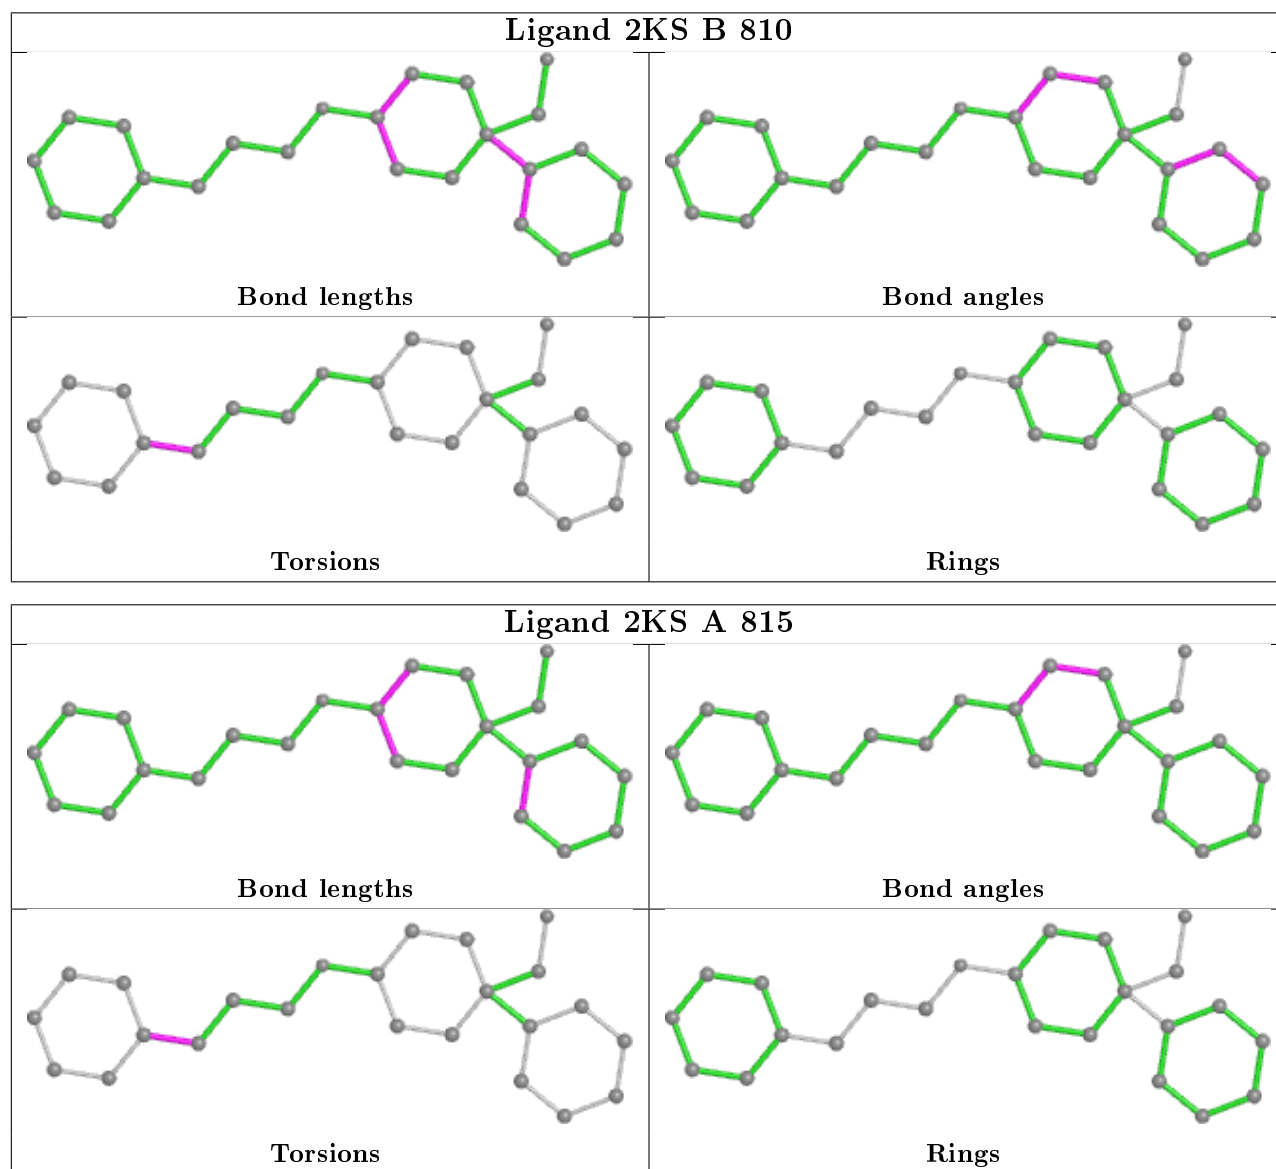 Ligand 2KS B 810
Bond lengths
Bond angles
Torsions
Rings
Ligand 2KS A 815
Bond lengths
Bond angles
Torsions
Rings